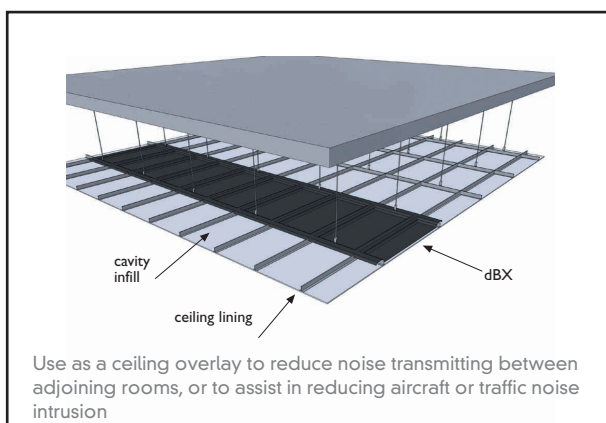 cavity
infill
dBX
ceiling lining
Use as a ceiling overlay to reduce noise transmitting between
adjoining rooms, or to assist in reducing aircraft or traffic noise
intrusion